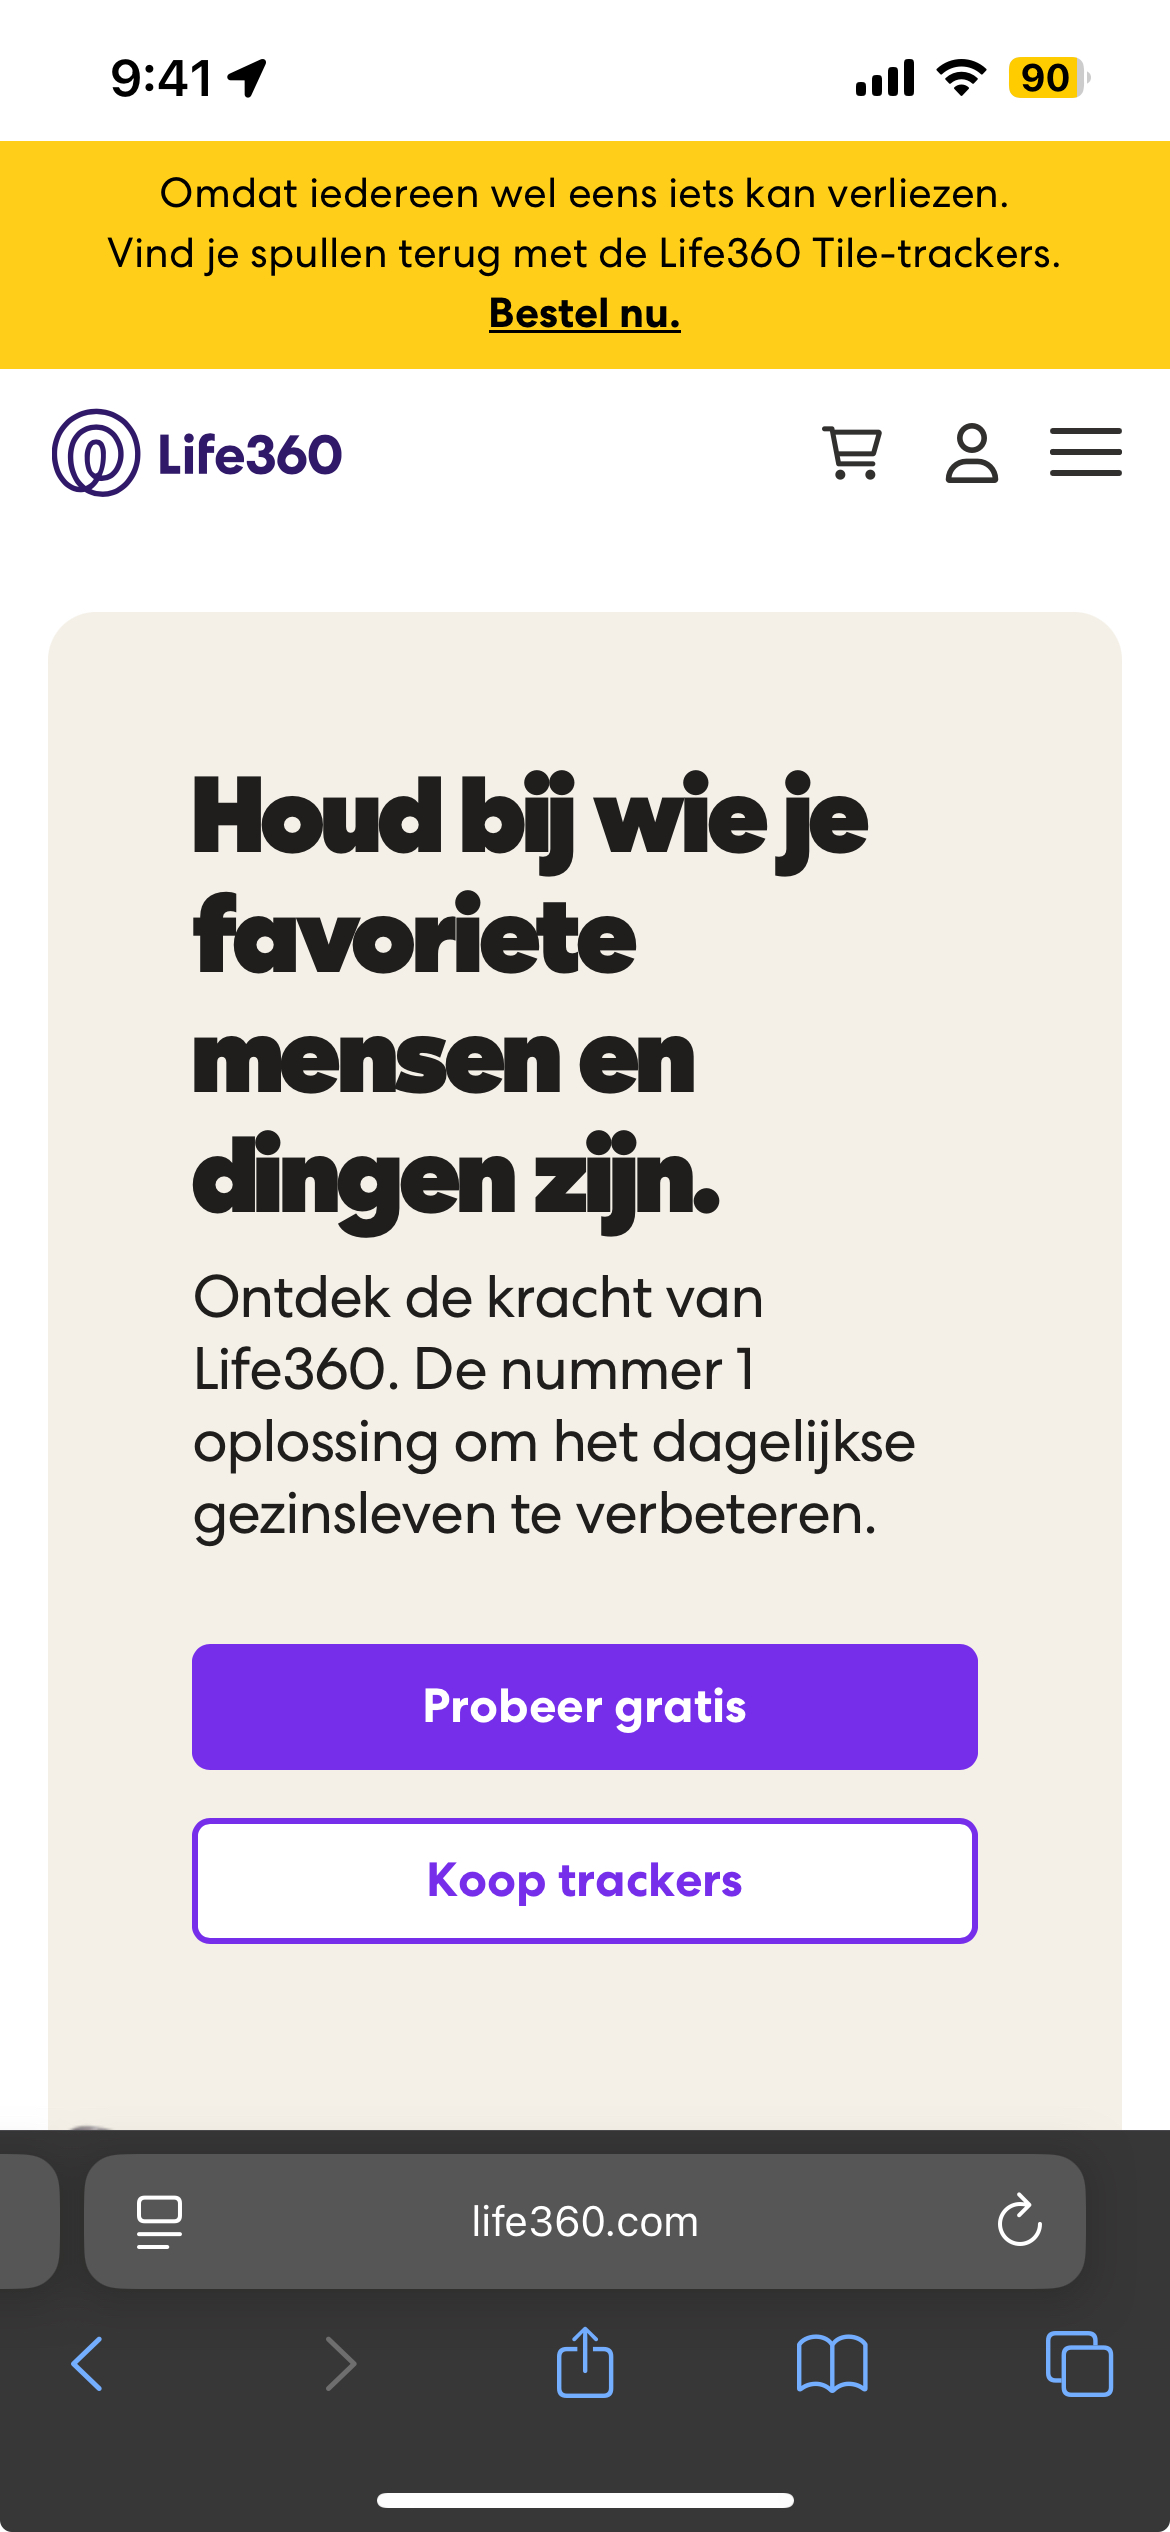 9:41
90
Omdat iedereen wel eens iets kan verliezen.
Vind je spullen terug met de Life360 Tile-trackers.
Bestel nu.
Life360
Houd bij wie je
favoriete
mensen en
dingen zijn.
Ontdek de kracht van
Life360. De nummer 1
oplossing om het dagelijkse
gezinsleven te verbeteren.
Probeer gratis
Koop trackers
life360.com